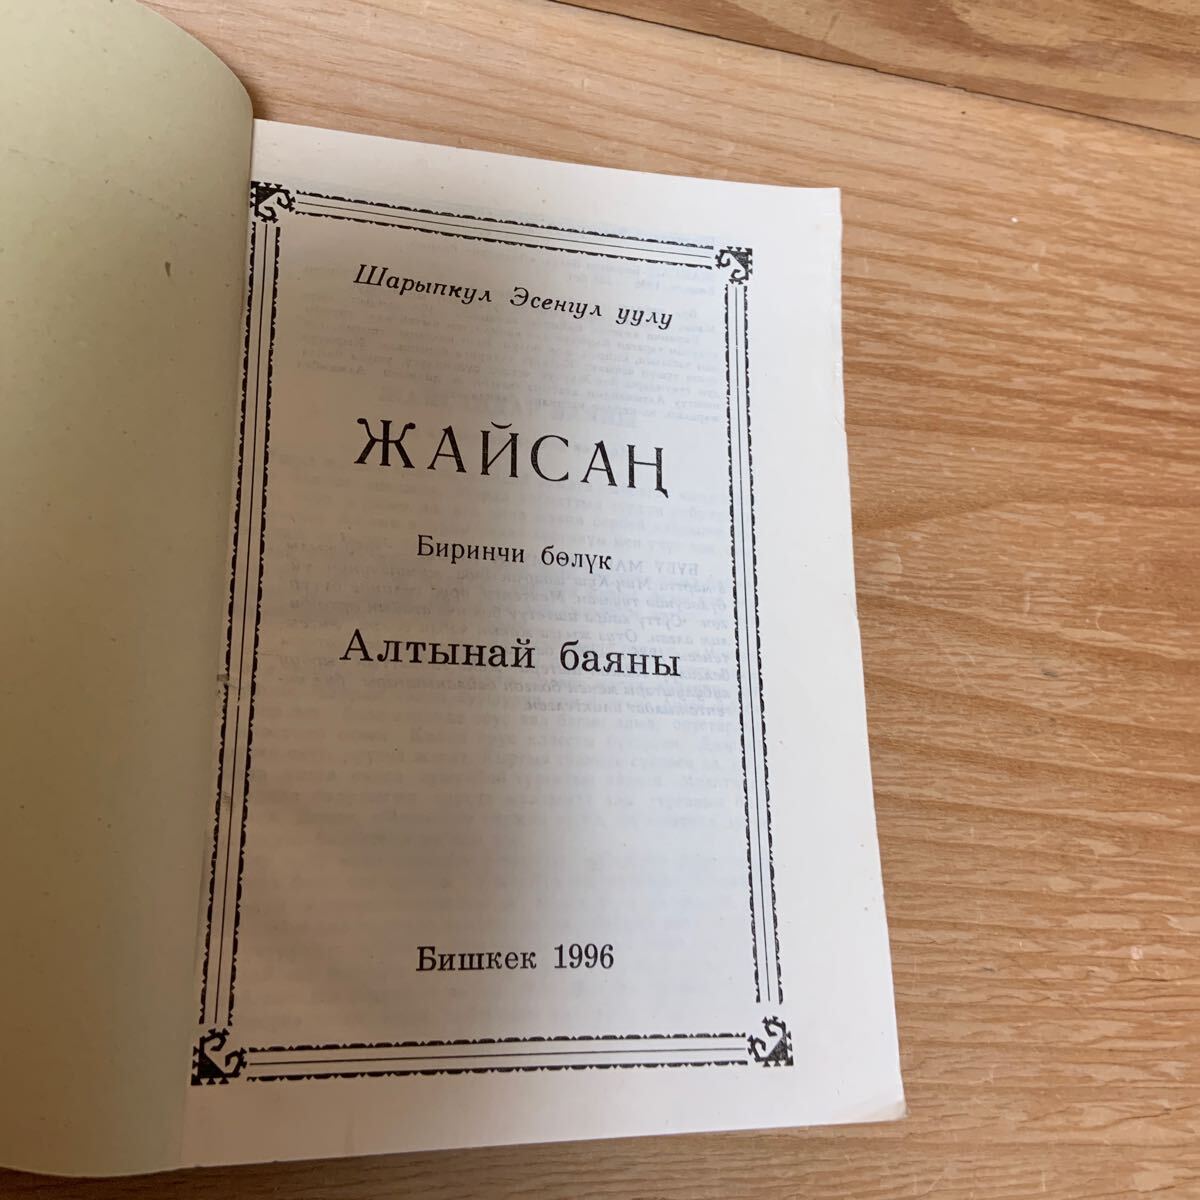 Шарыпкул Эсенгул уулу
ЖАЙСАҢ
Биринчи бөлүк
Алтынай баяны
Бишкек 1996